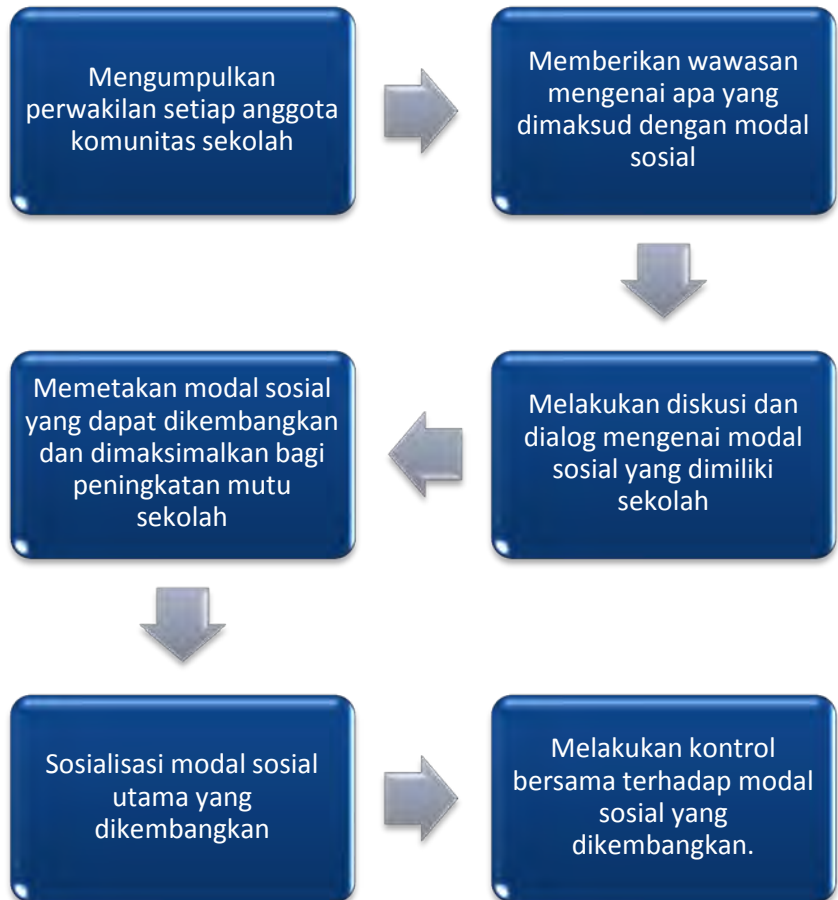 Mengumpulkan
perwakilan setiap anggota
komunitas sekolah
Memberikan wawasan
mengenai apa yang
dimaksud dengan modal
sosial
Melakukan diskusi dan
dialog mengenai modal
sosial yang dimiliki
sekolah
Memetakan modal sosial
yang dapat dikembangkan
dan dimaksimalkan bagi
peningkatan mutu
sekolah
Sosialisasi modal sosial
utama yang
dikembangkan
Melakukan kontrol
bersama terhadap modal
sosial yang
dikembangkan.